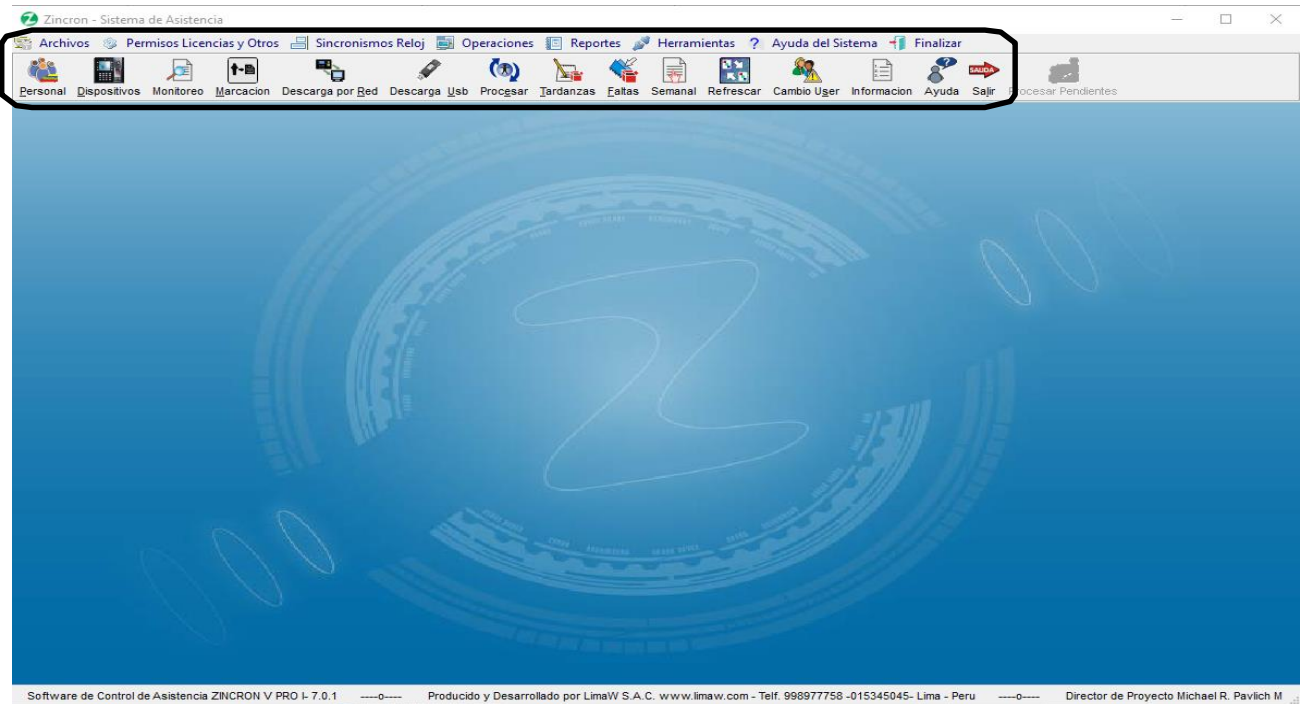 Zincron - Sistema de Asistencia
Archivos Permisos Licencias y Otros Sincronismos Reloj Operaciones Reportes Herramientas ? Ayuda del Sistema Finalizar
SALIDA
Personal Dispositivos Monitoreo Marcacion Descarga por Red Descarga Usb Procesar Tardanzas Faltas Semanal Refrescar Cambio User Informacion Ayuda Salir Procesar Pendientes
Software de Control de Asistencia ZINCRON V PRO I- 7.0.1 ----o---- Producido y Desarrollado por LimaW S.A.C. www.limaw.com - Telf. 998977758 -015345045- Lima - Peru ----o---- Director de Proyecto Michael R. Pavlich M